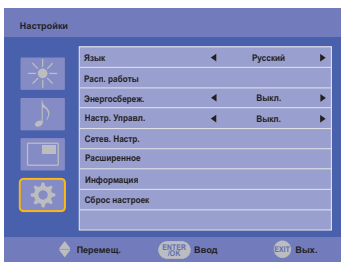 Настройки
Язык Русский
Расп. работы
Энергосбереж. Выкл.
Настр. Управл. Выкл.
Сетев. Настр.
Расширенное
Информация
Сброс настроек
Перемещ. ENTER /OK Ввод EXIT Вых.